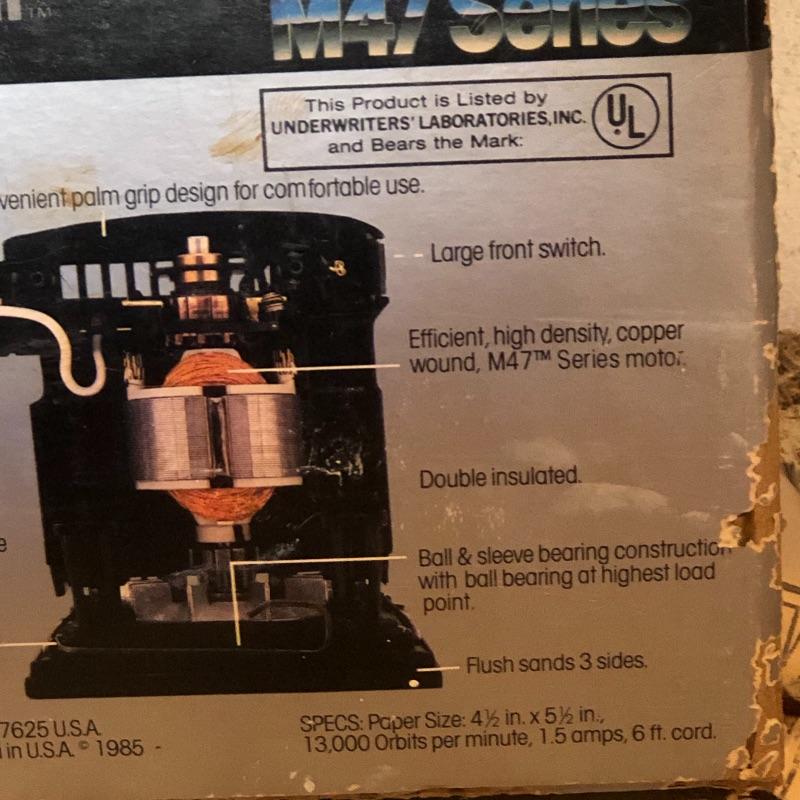 TM
M47 Series
This Product is Listed by
UNDERWRITERS' LABORATORIES, INC.
and Bears the Mark:
UL
palm grip design for comfortable use.
Large front switch.
Efficient, high density, copper
wound, M47™ Series motor.
Double insulated.
Ball & sleeve bearing construction
with ball bearing at highest load
point.
Flush sands 3 sides.
7625 U.S.A.
in U.S.A. © 1985 -
SPECS: Paper Size: 4½ in. x 5½ in.,
13,000 Orbits per minute, 1.5 amps, 6 ft. cord.